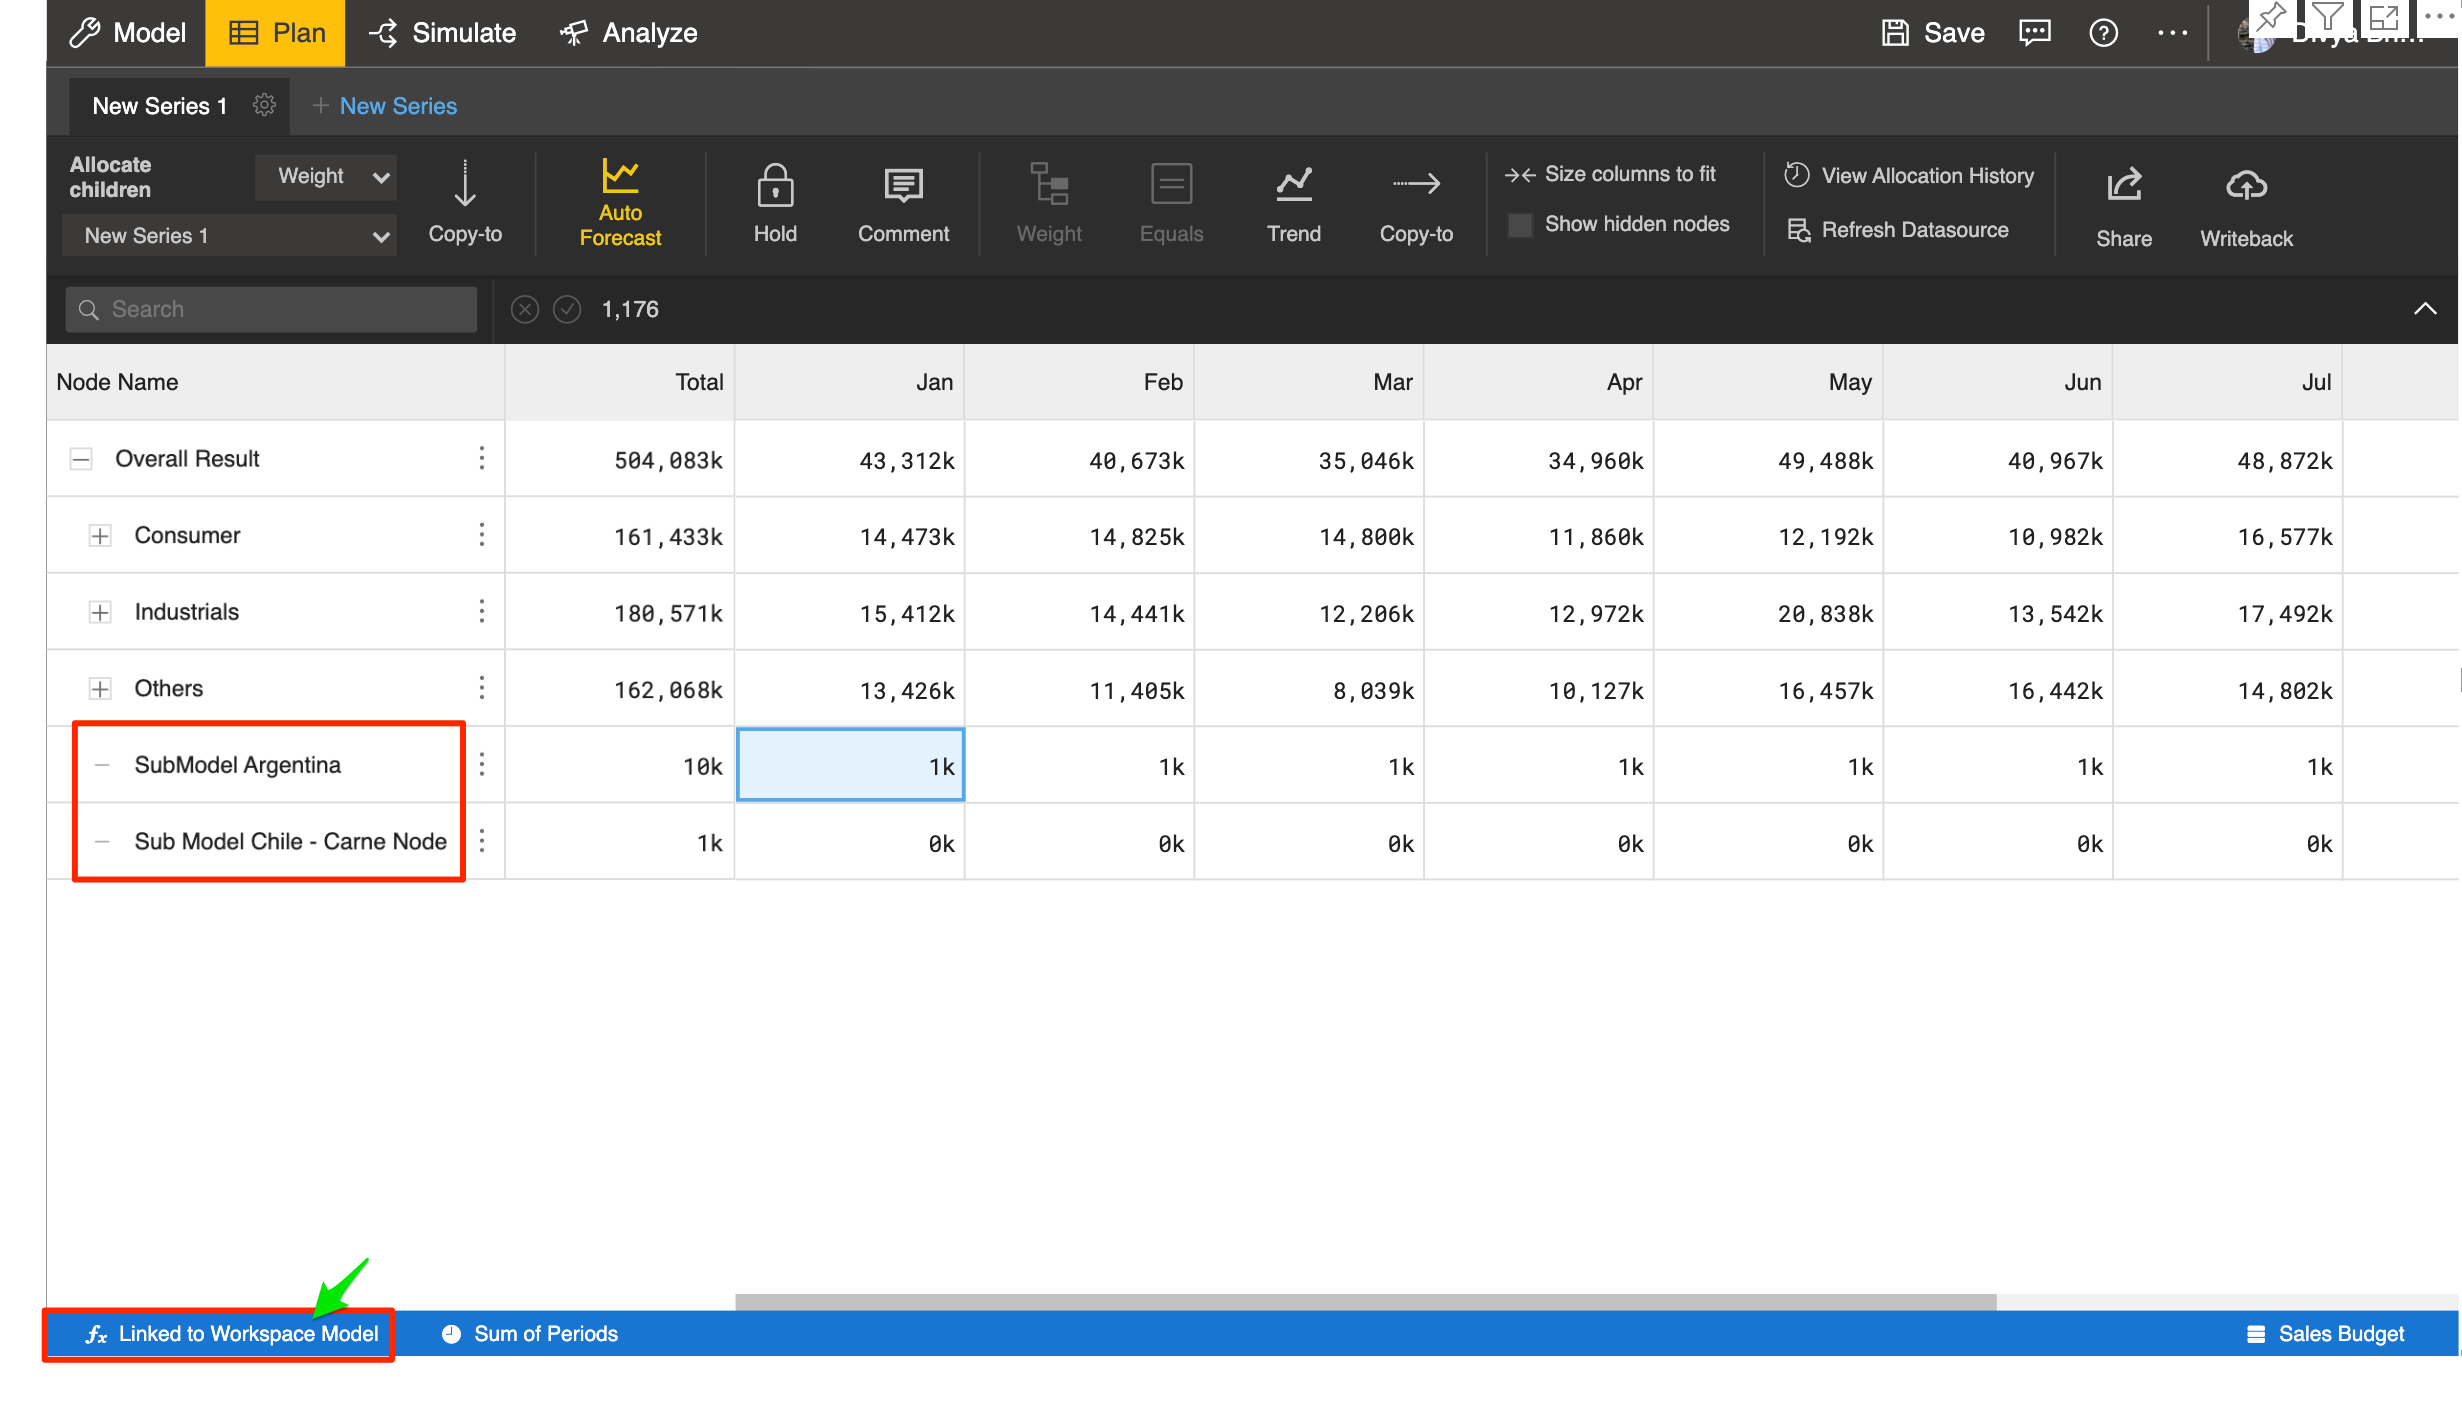 Model Plan Simulate Analyze Save
New Series 1 + New Series
Allocate children Weight
New Series 1
Copy-to
Auto Forecast
Hold
Comment
Weight
Equals
Trend
Copy-to
Size columns to fit
Show hidden nodes
View Allocation History
Refresh Datasource
Share
Writeback
Search 1,176
Node Name Total Jan Feb Mar Apr May Jun Jul
Overall Result 504,083k 43,312k 40,673k 35,046k 34,960k 49,488k 40,967k 48,872k
Consumer 161,433k 14,473k 14,825k 14,800k 11,860k 12,192k 10,982k 16,577k
Industrials 180,571k 15,412k 14,441k 12,206k 12,972k 20,838k 13,542k 17,492k
Others 162,068k 13,426k 11,405k 8,039k 10,127k 16,457k 16,442k 14,802k
SubModel Argentina 10k 1k 1k 1k 1k 1k 1k 1k
Sub Model Chile - Carne Node 1k 0k 0k 0k 0k 0k 0k 0k
fx Linked to Workspace Model Sum of Periods Sales Budget